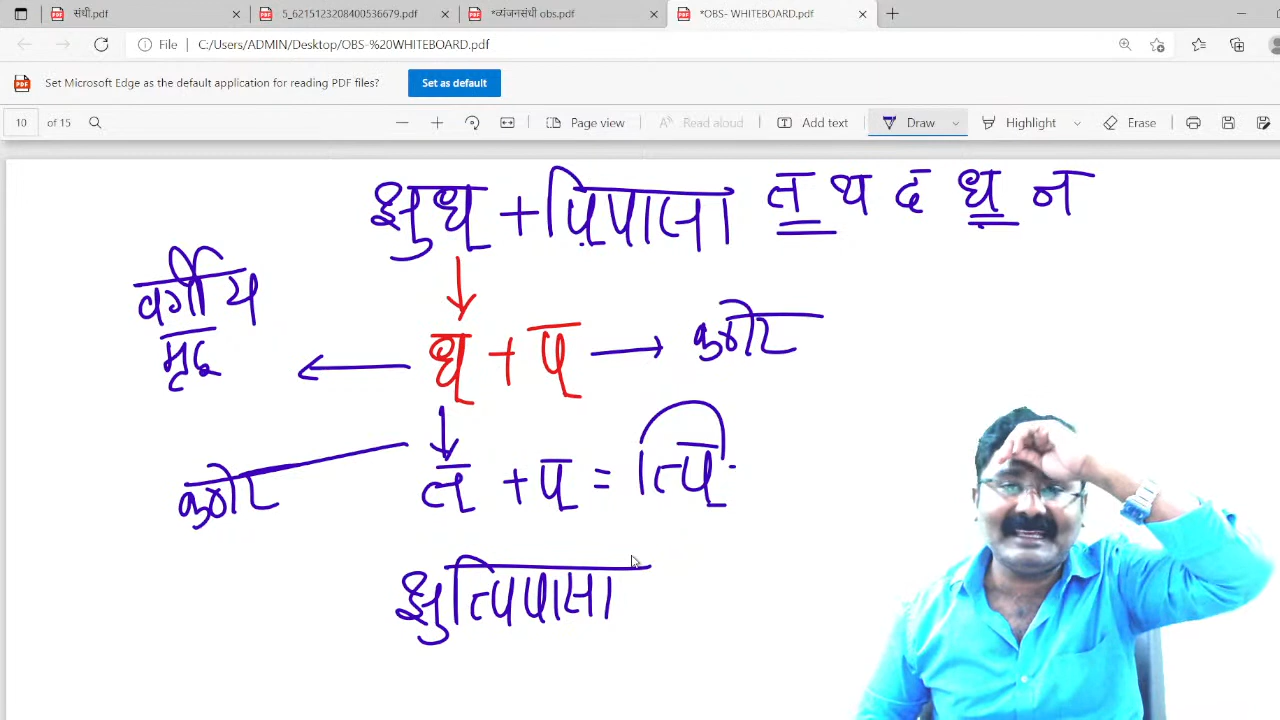 संधी.pdf 5_6215123208400536679.pdf *व्यंजनसंधी obs.pdf *OBS- WHITEBOARD.pdf
File C:/Users/ADMIN/Desktop/OBS-%20WHITEBOARD.pdf
Set Microsoft Edge as the default application for reading PDF files? Set as default
10 of 15 Page view Read aloud Add text Draw Highlight Erase
क्षुध् + पिपासा त थ द ध न
वर्गीय
मृदू
ध् + प् कठोर
कठोर त् + प् = त्पि
क्षुत्पिपासा